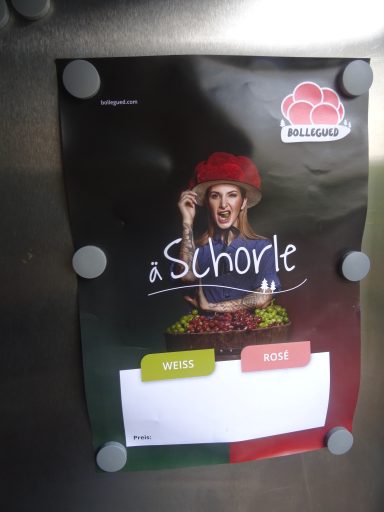 bollegued.com
BOLLEGUED
ä Schorle
WEISS
ROSÉ
Preis: